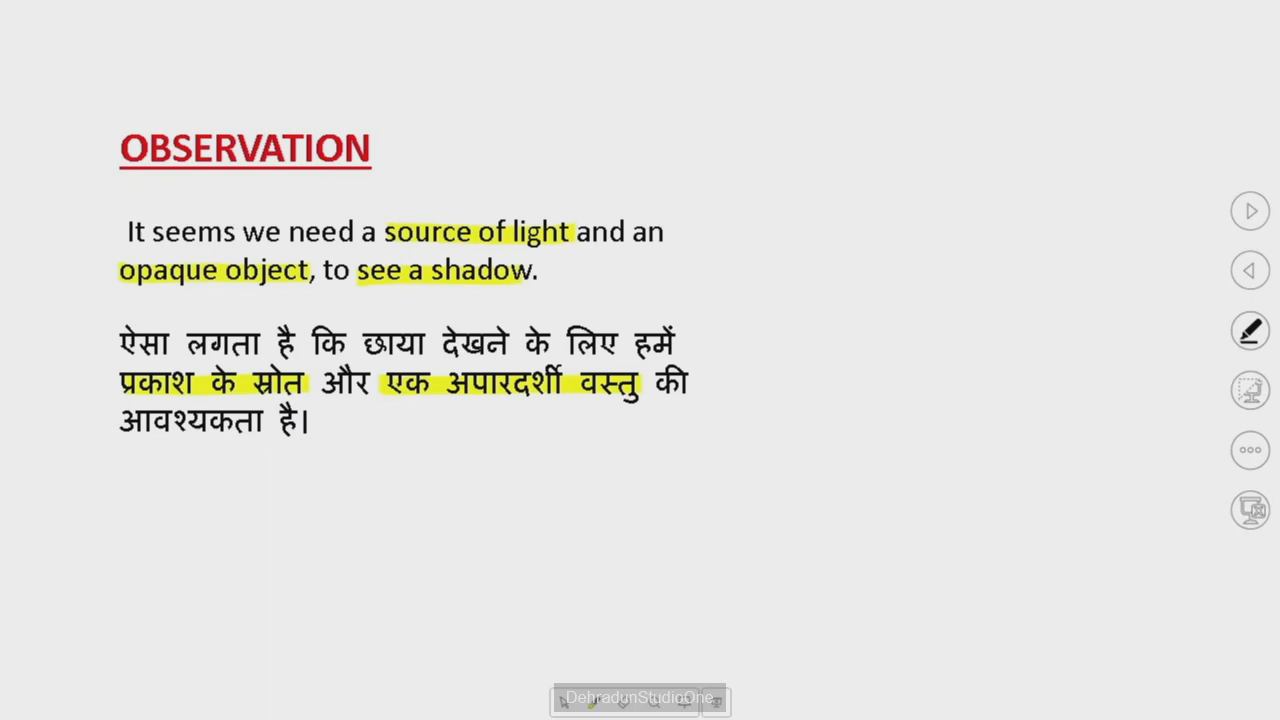 OBSERVATION
It seems we need a source of light and an
opaque object, to see a shadow.
ऐसा लगता है कि छाया देखने के लिए हमें
प्रकाश के स्रोत और एक अपारदर्शी वस्तु की
आवश्यकता है।
DehradunStudioOne